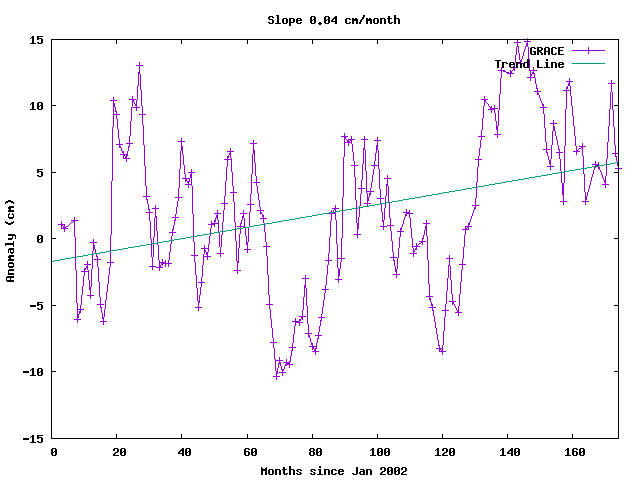 Slope 0.04 cm/month
GRACE
Trend Line
15
10
5
0
-5
-10
-15
Anomaly (cm)
0 20 40 60 80 100 120 140 160
Months since Jan 2002